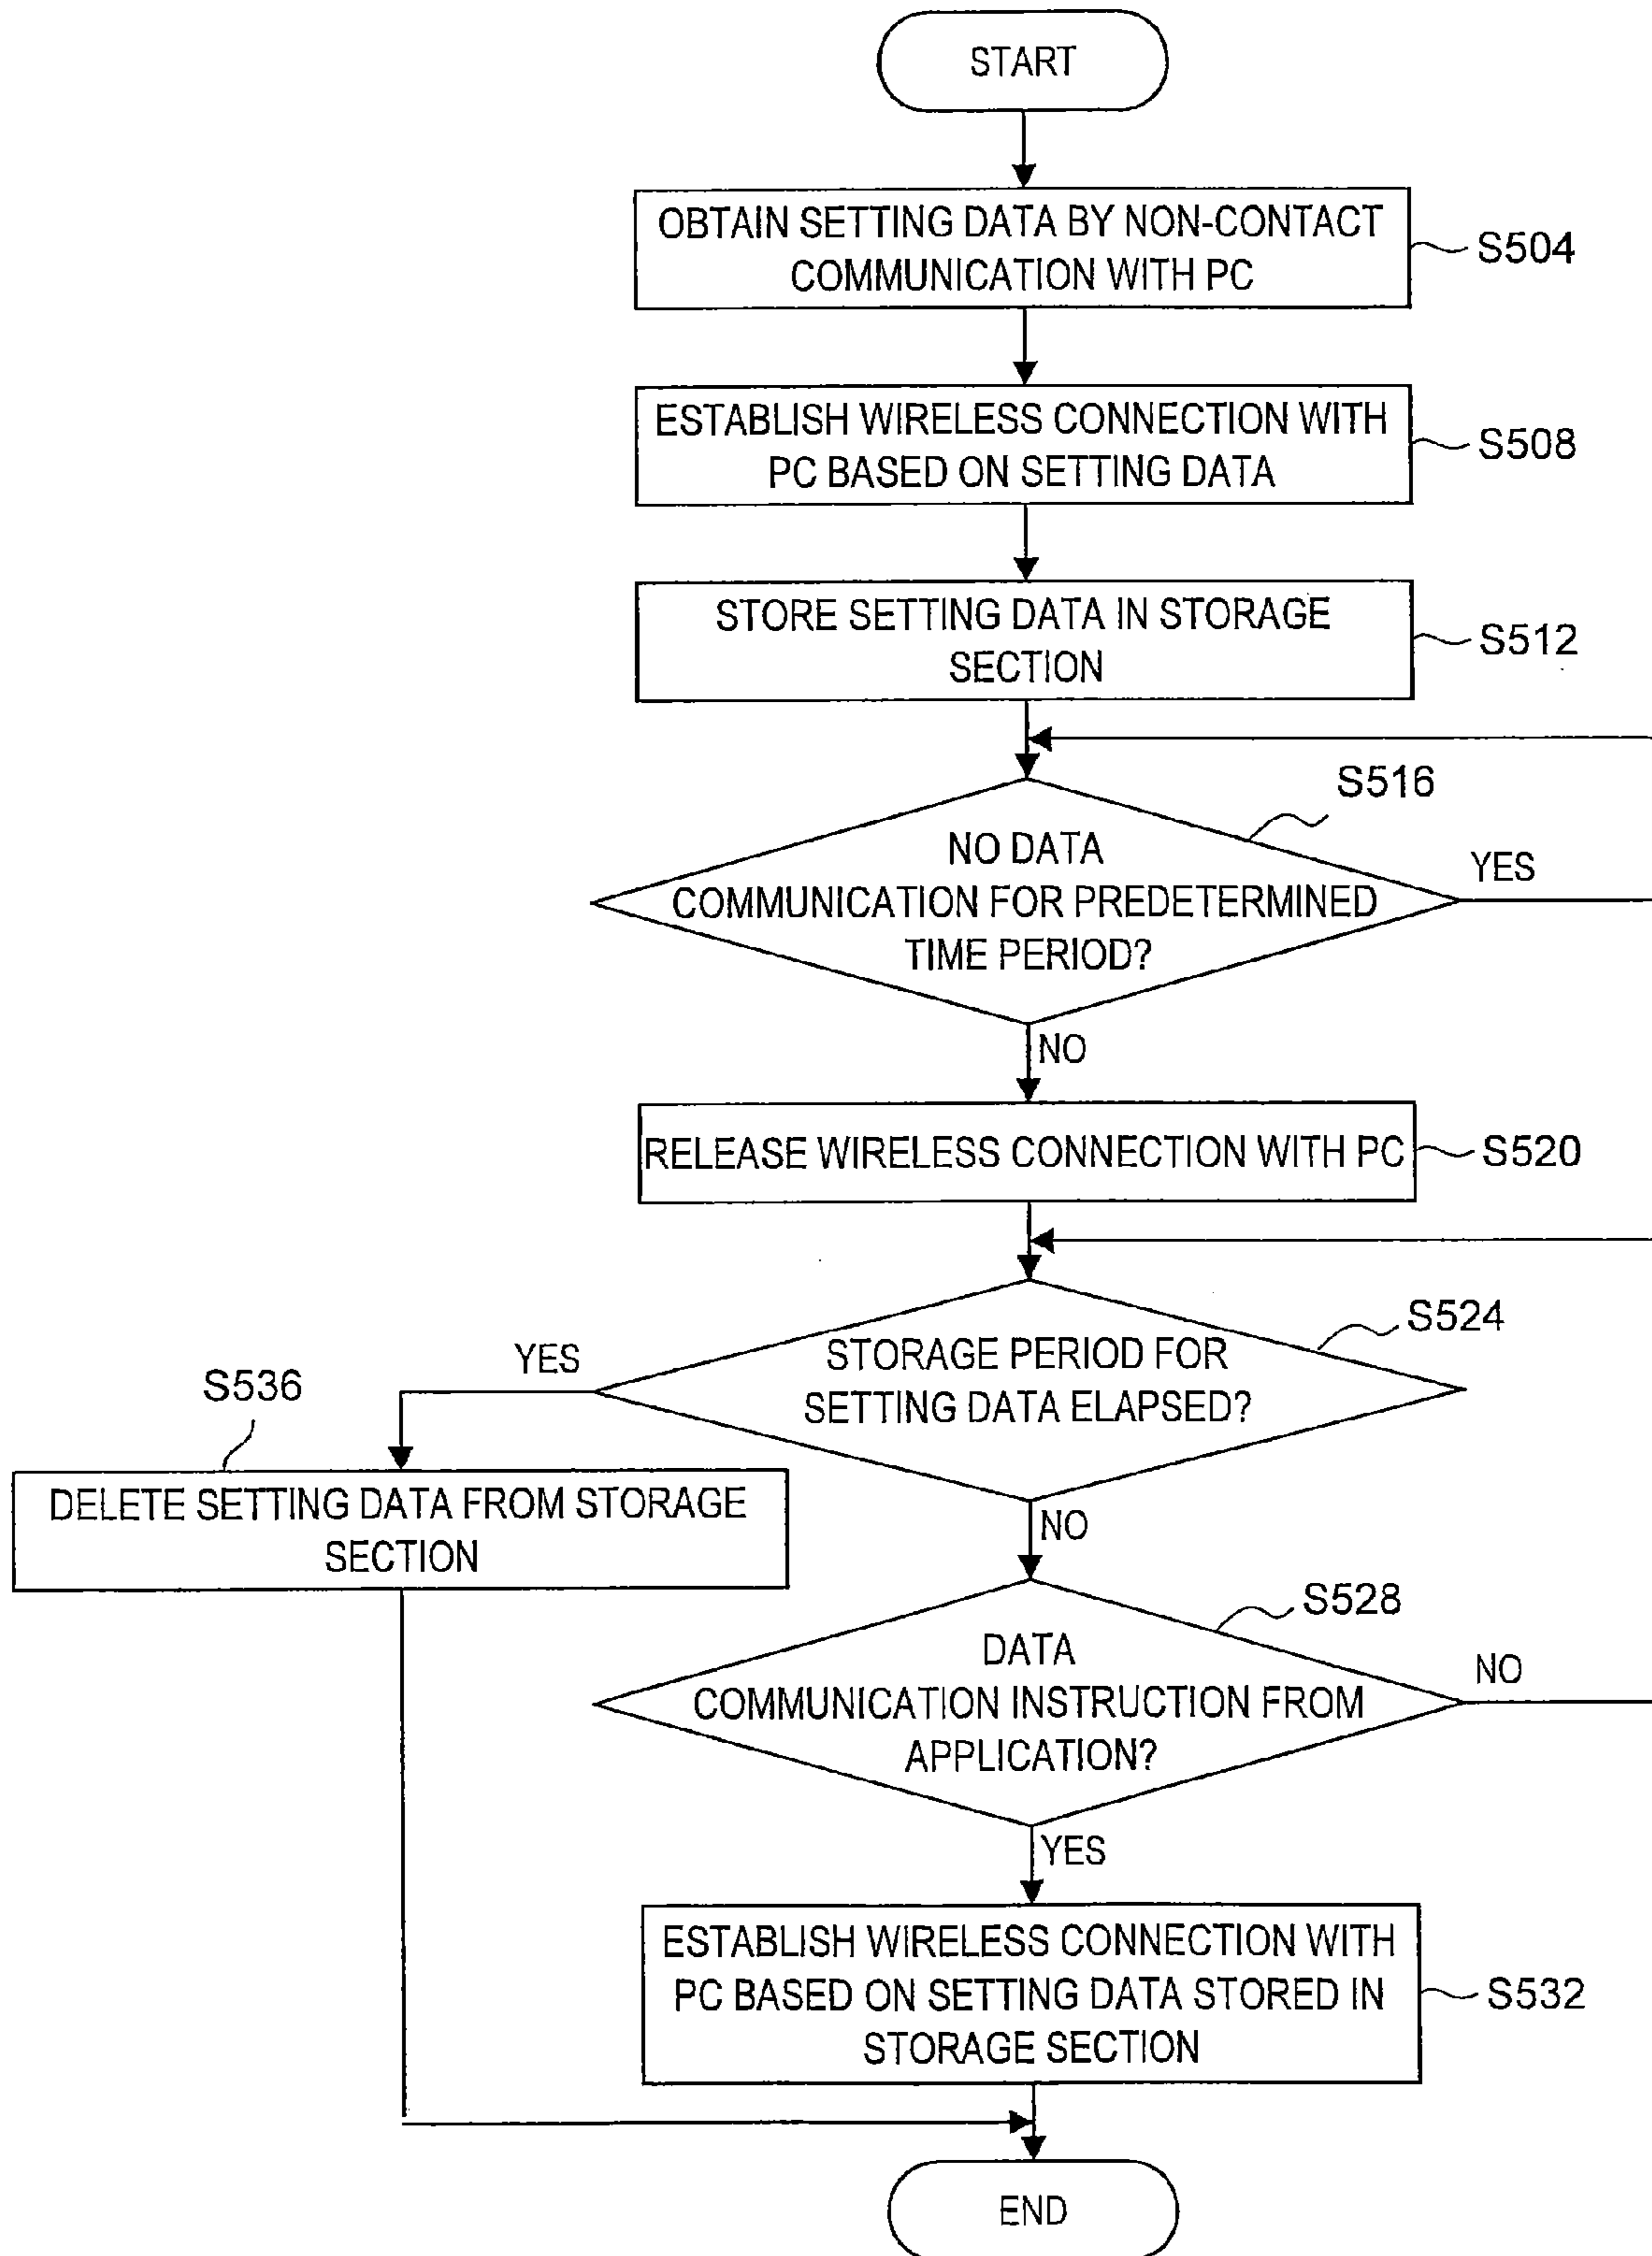 START
OBTAIN SETTING DATA BY NON-CONTACT
COMMUNICATION WITH PC
S504
ESTABLISH WIRELESS CONNECTION WITH
PC BASED ON SETTING DATA
S508
STORE SETTING DATA IN STORAGE
SECTION
S512
S516
NO DATA
COMMUNICATION FOR PREDETERMINED
TIME PERIOD?
YES
NO
RELEASE WIRELESS CONNECTION WITH PC
S520
S524
STORAGE PERIOD FOR
SETTING DATA ELAPSED?
YES
S536
DELETE SETTING DATA FROM STORAGE
SECTION
NO
S528
DATA
COMMUNICATION INSTRUCTION FROM
APPLICATION?
NO
YES
ESTABLISH WIRELESS CONNECTION WITH
PC BASED ON SETTING DATA STORED IN
STORAGE SECTION
S532
END